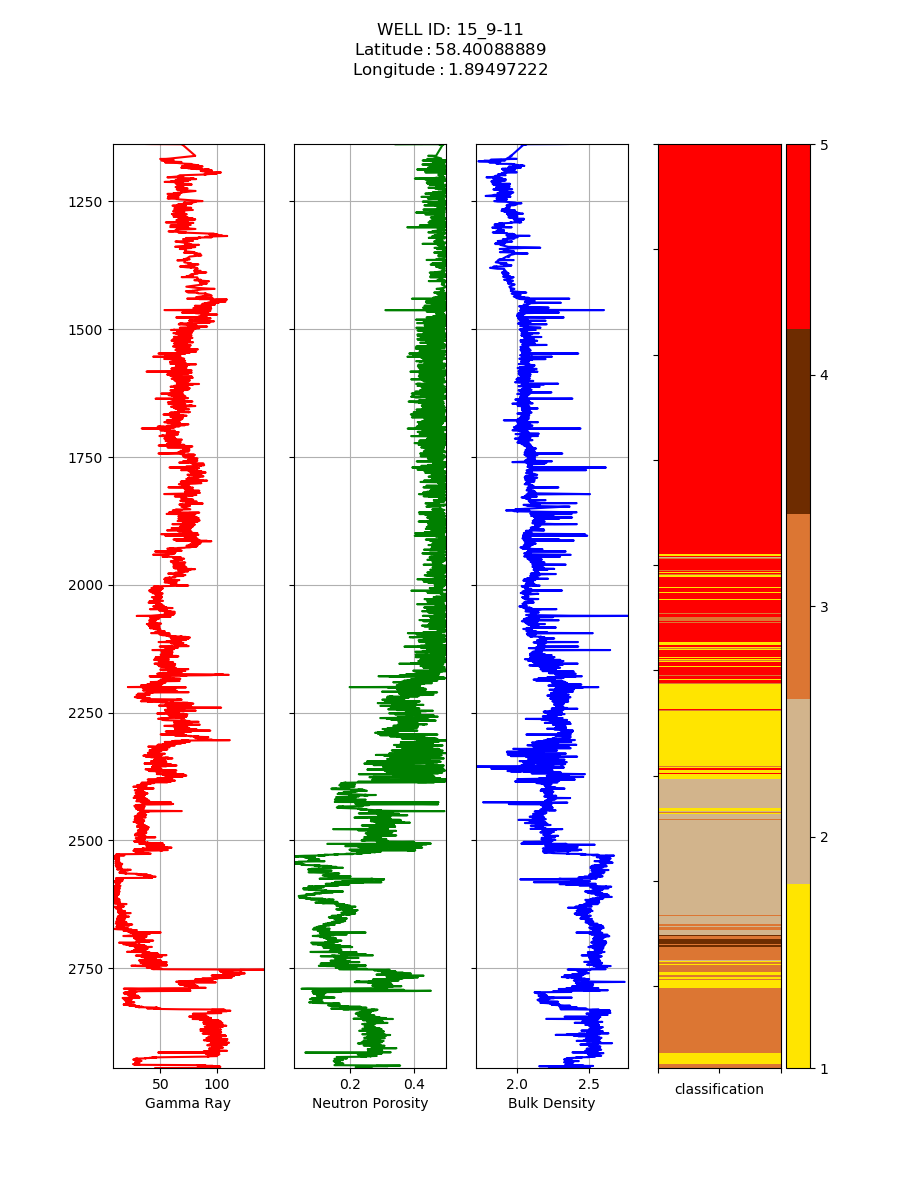 WELL ID: 15_9-11
Latitude : 58.40088889
Longitude : 1.89497222
1250
1500
1750
2000
2250
2500
2750
50 100
0.2 0.4
2.0 2.5
Gamma Ray
Neutron Porosity
Bulk Density
classification
5
4
3
2
1